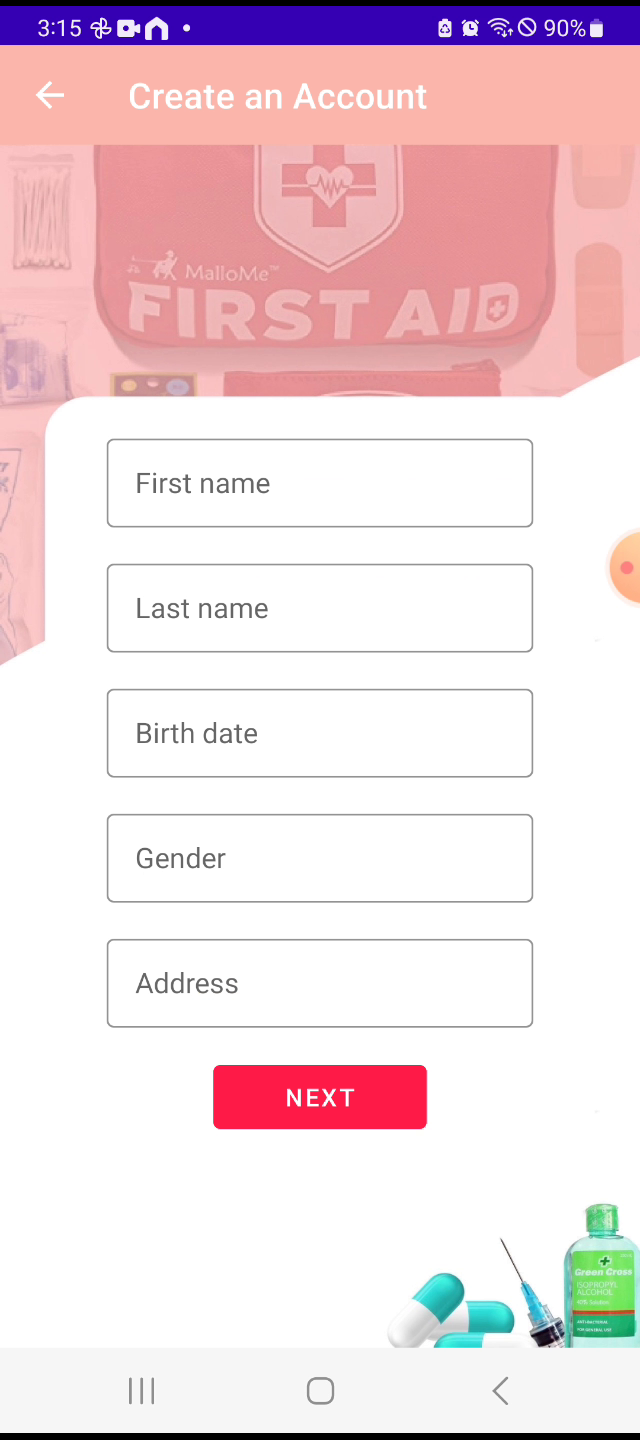 3:15
90%
Create an Account
MalloMe™
FIRST AID
First name
Last name
Birth date
Gender
Address
NEXT
Green Cross
ISOPROPYL
ALCOHOL
ANTIBACTERIAL